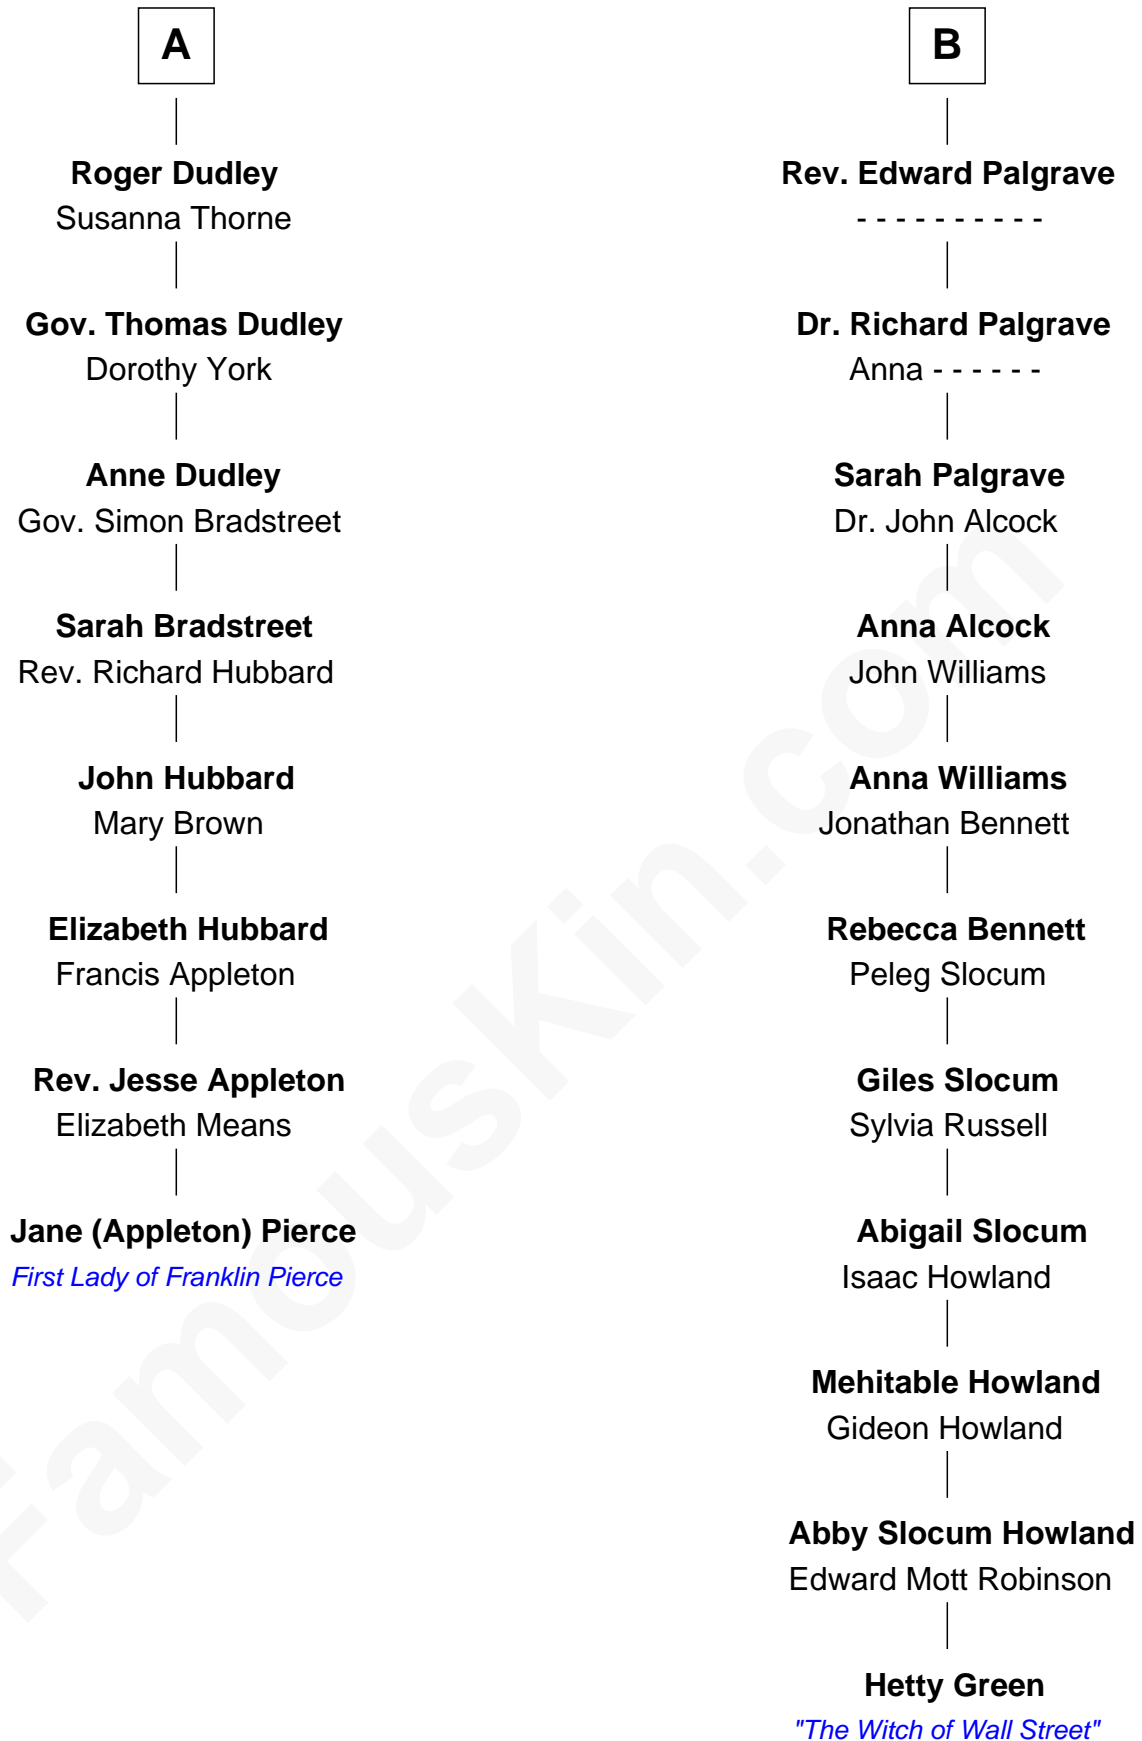 A
Roger Dudley
Susanna Thorne
Gov. Thomas Dudley
Dorothy York
Anne Dudley
Gov. Simon Bradstreet
Sarah Bradstreet
Rev. Richard Hubbard
John Hubbard
Mary Brown
Elizabeth Hubbard
Francis Appleton
Rev. Jesse Appleton
Elizabeth Means
Jane (Appleton) Pierce
First Lady of Franklin Pierce
B
Rev. Edward Palgrave
- - - - - - - - - -
Dr. Richard Palgrave
Anna - - - - - -
Sarah Palgrave
Dr. John Alcock
Anna Alcock
John Williams
Anna Williams
Jonathan Bennett
Rebecca Bennett
Peleg Slocum
Giles Slocum
Sylvia Russell
Abigail Slocum
Isaac Howland
Mehitable Howland
Gideon Howland
Abby Slocum Howland
Edward Mott Robinson
Hetty Green
"The Witch of Wall Street"
FamousKin.com